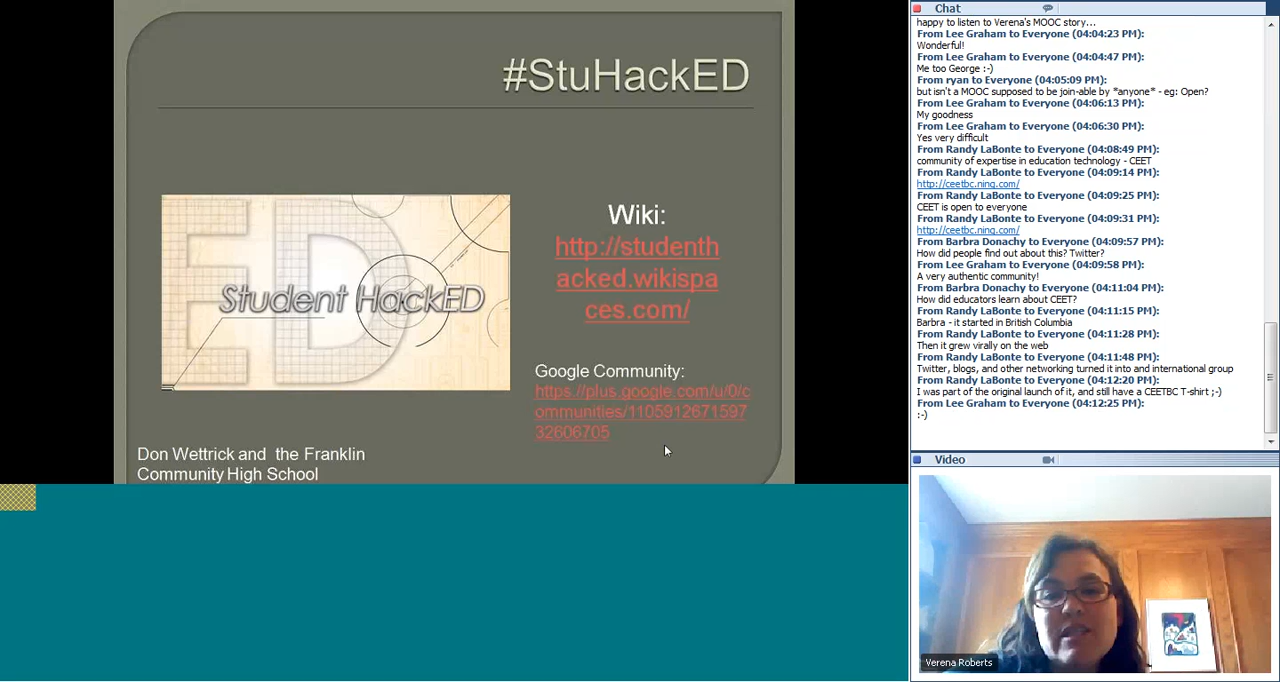 #StuHackED
Student HackED
Wiki:
http://studenth
acked.wikispa
ces.com/
Google Community:
https://plus.google.com/u/0/c
ommunities/1105912671597
32606705
Don Wettrick and the Franklin
Community High School
Chat
happy to listen to Verena's MOOC story...
From Lee Graham to Everyone (04:04:23 PM):
Wonderful!
From Lee Graham to Everyone (04:04:47 PM):
Me too George :-)
From ryan to Everyone (04:05:09 PM):
but isn't a MOOC supposed to be join-able by *anyone* - eg: Open?
From Lee Graham to Everyone (04:06:13 PM):
My goodness
From Lee Graham to Everyone (04:06:30 PM):
Yes very difficult
From Randy LaBonte to Everyone (04:08:49 PM):
community of expertise in education technology - CEET
From Randy LaBonte to Everyone (04:09:14 PM):
http://ceetbc.ning.com/
From Randy LaBonte to Everyone (04:09:25 PM):
CEET is open to everyone
From Randy LaBonte to Everyone (04:09:31 PM):
http://ceetbc.ning.com/
From Barbra Donachy to Everyone (04:09:57 PM):
How did people find out about this? Twitter?
From Lee Graham to Everyone (04:09:58 PM):
A very authentic community!
From Barbra Donachy to Everyone (04:11:04 PM):
How did educators learn about CEET?
From Randy LaBonte to Everyone (04:11:15 PM):
Barbra - it started in British Columbia
From Randy LaBonte to Everyone (04:11:28 PM):
Then it grew virally on the web
From Randy LaBonte to Everyone (04:11:48 PM):
Twitter, blogs, and other networking turned it into and international group
From Randy LaBonte to Everyone (04:12:20 PM):
I was part of the original launch of it, and still have a CEETBC T-shirt ;-)
From Lee Graham to Everyone (04:12:25 PM):
:-)
Video
Verena Roberts